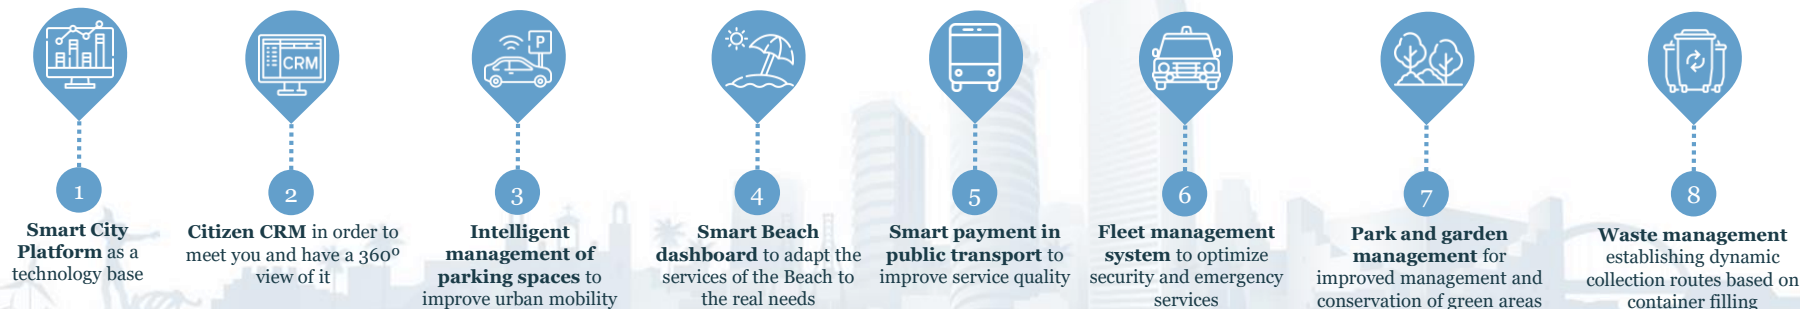 CRM
P
1
Smart City
Platform as a
technology base
2
Citizen CRM in order to
meet you and have a 360º
view of it
3
Intelligent
management of
parking spaces to
improve urban mobility
4
Smart Beach
dashboard to adapt the
services of the Beach to
the real needs
5
Smart payment in
public transport to
improve service quality
6
Fleet management
system to optimize
security and emergency
services
7
Park and garden
management for
improved management and
conservation of green areas
8
Waste management
establishing dynamic
collection routes based on
container filling